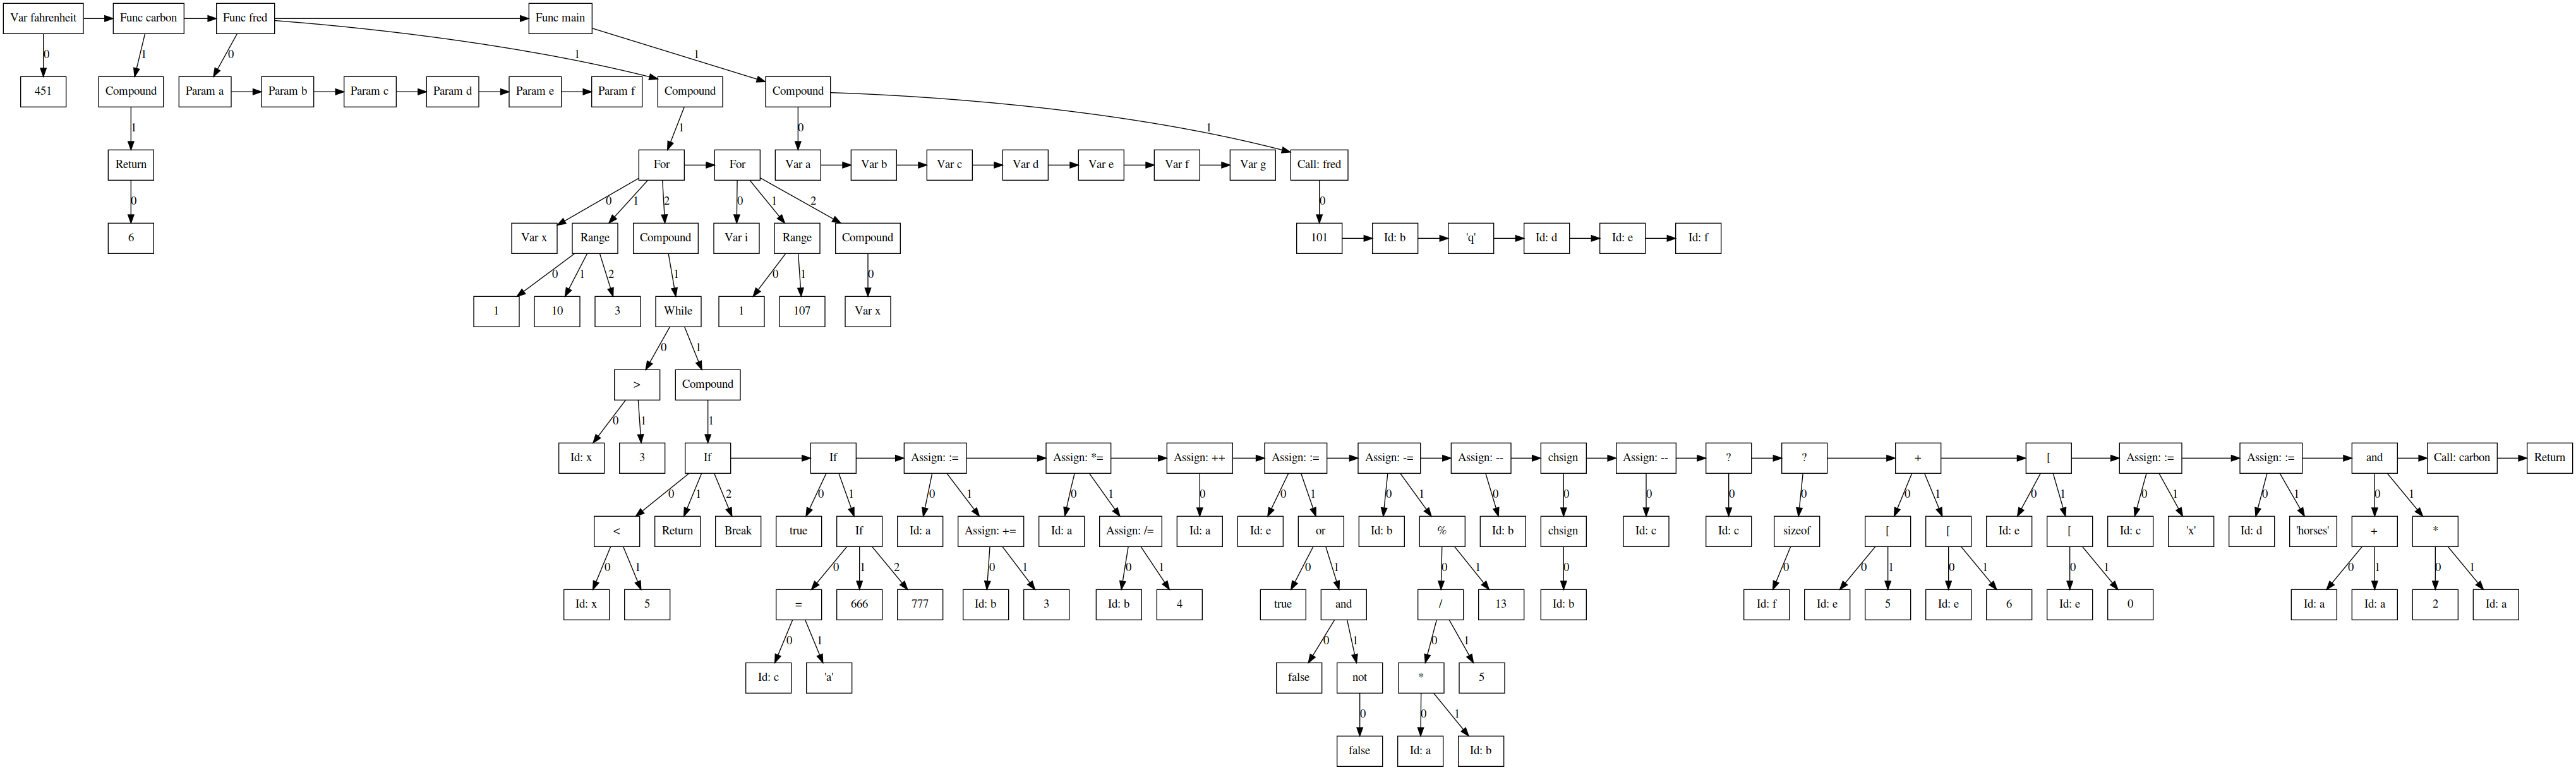 Var fahrenheit Func carbon Func fred Func main
0 1 0 1 1
451 Compound Param a Param b Param c Param d Param e Param f Compound Compound
1 1 0 1
Return For For Var a Var b Var c Var d Var e Var f Var g Call: fred
0 0 1 2 0 1 2 0
6 Var x Range Compound Var i Range Compound 101 Id: b 'q' Id: d Id: e Id: f
0 1 2 1 0 1 0
1 10 3 While 1 107 Var x
0 1
> Compound
0 1 1
Id: x 3 If If Assign: := Assign: *= Assign: ++ Assign: := Assign: -= Assign: -- chsign Assign: -- ? ? + [ Assign: := Assign: := and Call: carbon Return
0 1 2 0 1 0 1 0 1 0 0 1 0 1 0 0 0 0 0 0 1 0 1 0 1 0 1 0 1
< Return Break true If Id: a Assign: += Id: a Assign: /= Id: a Id: e or Id: b % Id: b chsign Id: c Id: c sizeof [ [ Id: e [ Id: c 'x' Id: d 'horses' + *
0 1 0 1 2 0 1 0 1 0 1 0 1 0 0 0 1 0 1 0 1 0 1 0 1
Id: x 5 = 666 777 Id: b 3 Id: b 4 true and / 13 Id: b Id: f Id: e 5 Id: e 6 Id: e 0 Id: a Id: a 2 Id: a
0 1 0 1 0 1
Id: c 'a' false not * 5
0 0 1
false Id: a Id: b